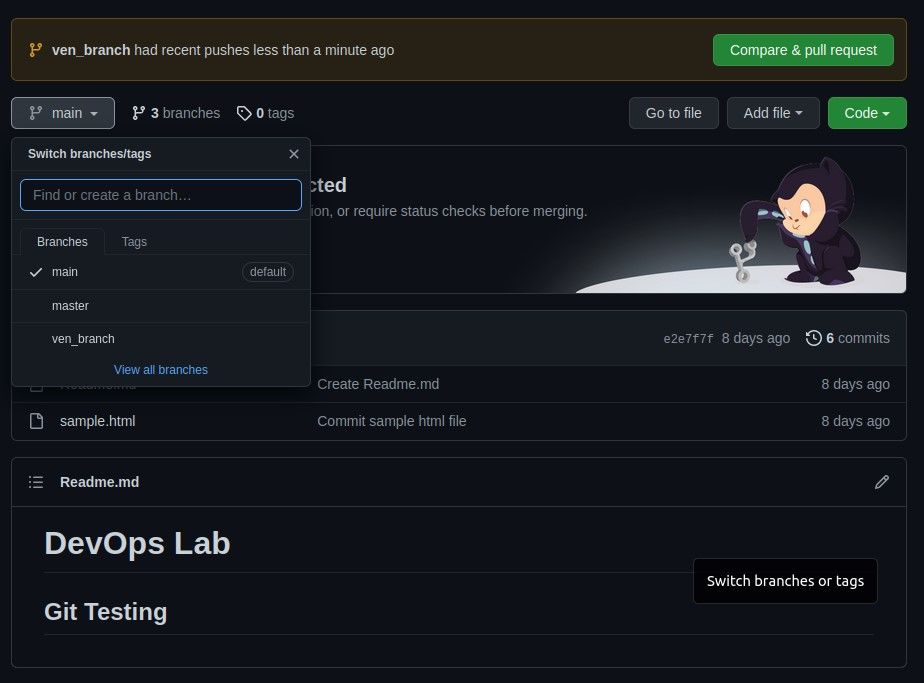 ven_branch had recent pushes less than a minute ago
Compare & pull request
main
3 branches
0 tags
Go to file
Add file
Code
Switch branches/tags
Find or create a branch…
Branches
Tags
main
default
master
ven_branch
View all branches
cted
ion, or require status checks before merging.
e2e7f7f 8 days ago
6 commits
Readme.md
Create Readme.md
8 days ago
sample.html
Commit sample html file
8 days ago
Readme.md
DevOps Lab
Switch branches or tags
Git Testing